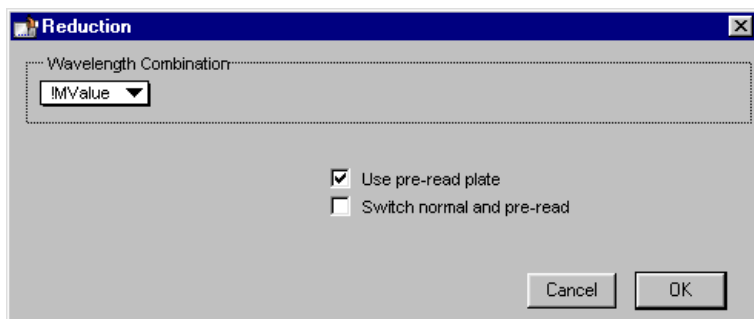 Reduction
Wavelength Combination
!MValue
Use pre-read plate
Switch normal and pre-read
Cancel OK